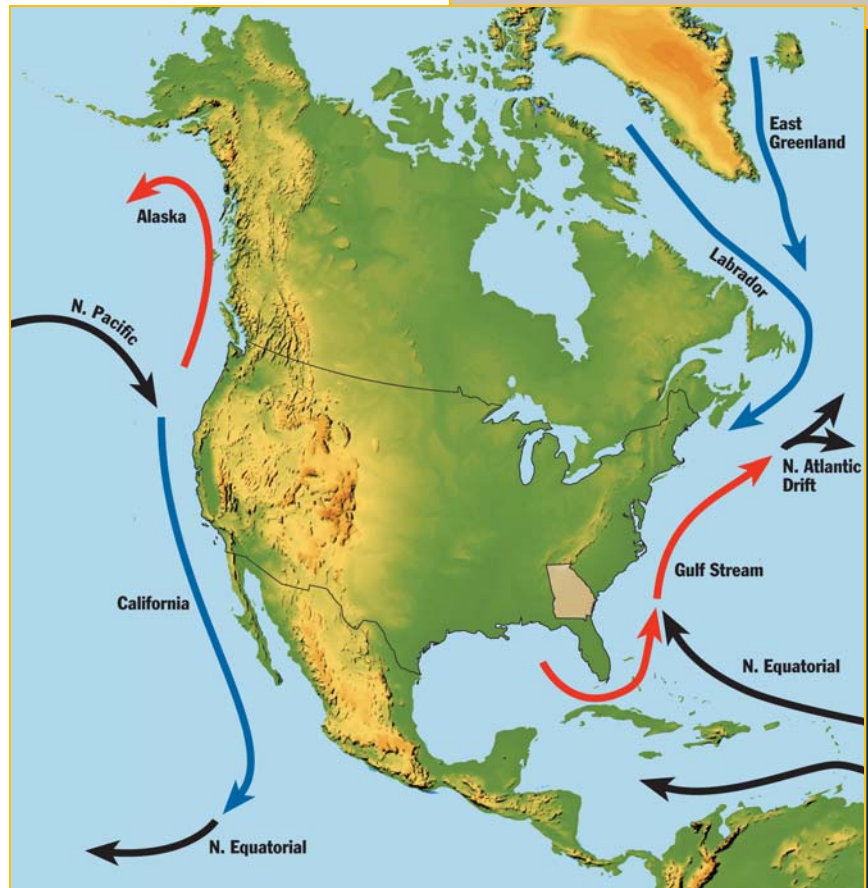 East
Greenland
Alaska
Labrador
N. Pacific
N. Atlantic
Drift
Gulf Stream
California
N. Equatorial
N. Equatorial